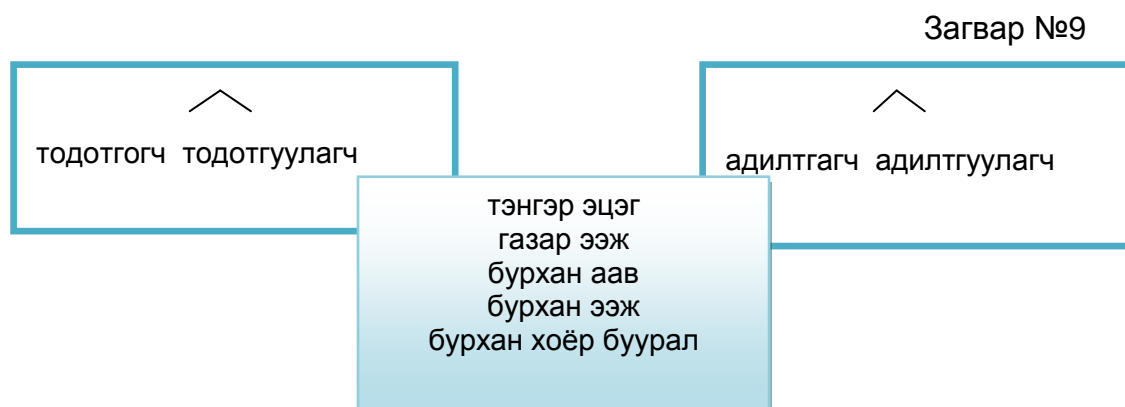 Загвар №9
тодотгогч тодотгуулагч
адилтгагч адилтгуулагч
тэнгэр эцэг
газар ээж
бурхан аав
бурхан ээж
бурхан хоёр буурал